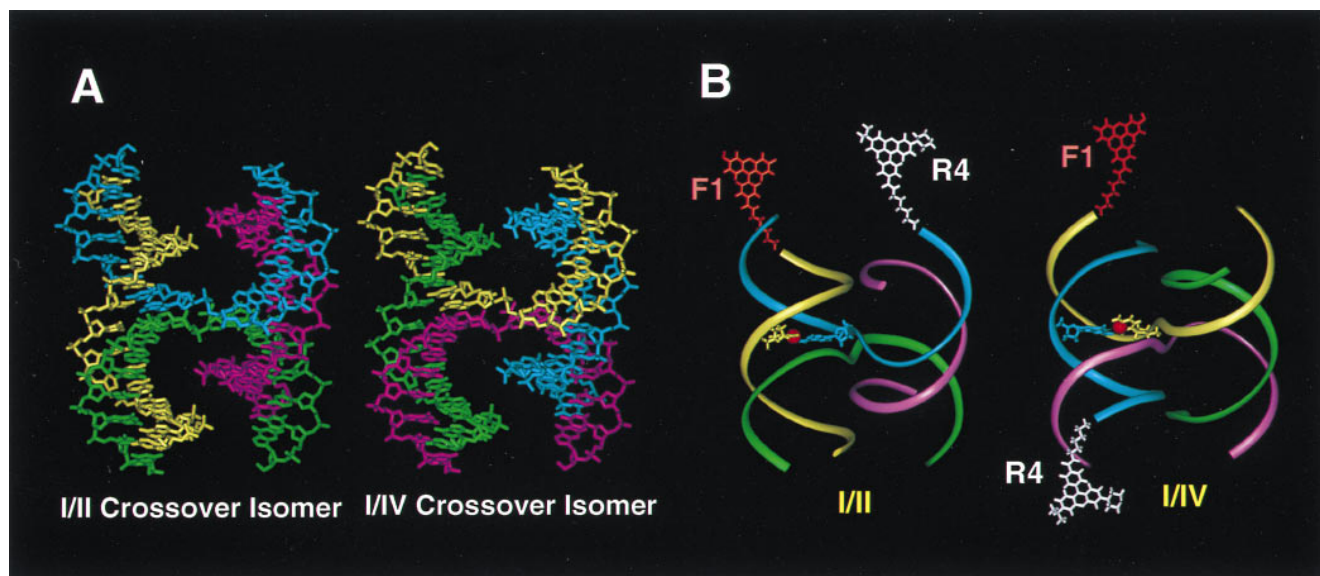 A
B
I/II Crossover Isomer
I/IV Crossover Isomer
F1
R4
I/II
F1
R4
I/IV